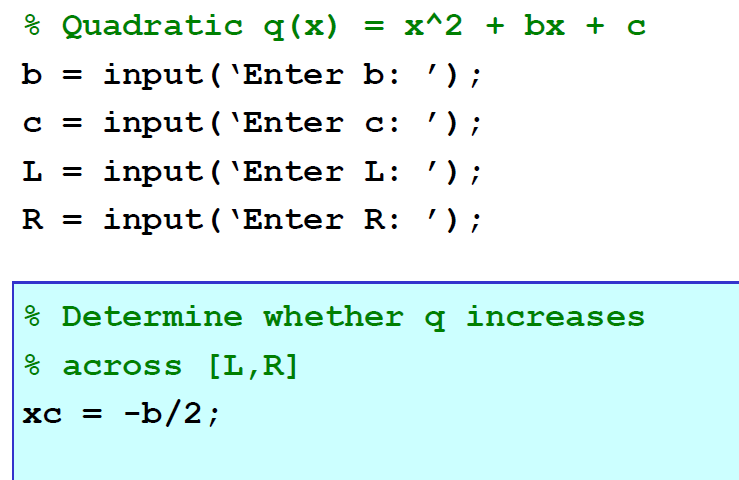 % Quadratic q(x) = x^2 + bx + c
b = input(‘Enter b: ’);
c = input(‘Enter c: ’);
L = input(‘Enter L: ’);
R = input(‘Enter R: ’);
% Determine whether q increases
% across [L,R]
xc = -b/2;